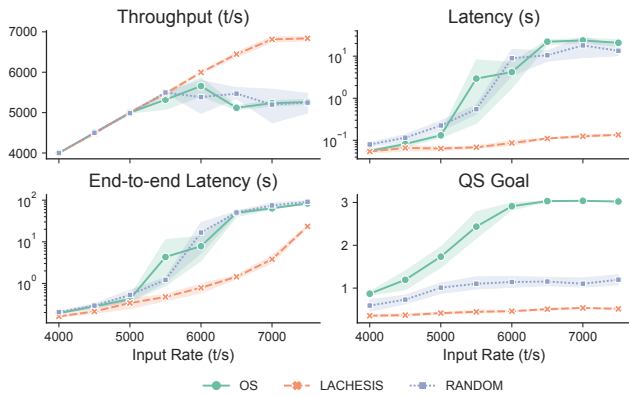 Throughput (t/s)
7000
6000
5000
4000
Latency (s)
10^1
10^0
10^-1
End-to-end Latency (s)
10^2
10^0
4000 5000 6000 7000
Input Rate (t/s)
QS Goal
3
2
1
4000 5000 6000 7000
Input Rate (t/s)
OS LACHESIS RANDOM